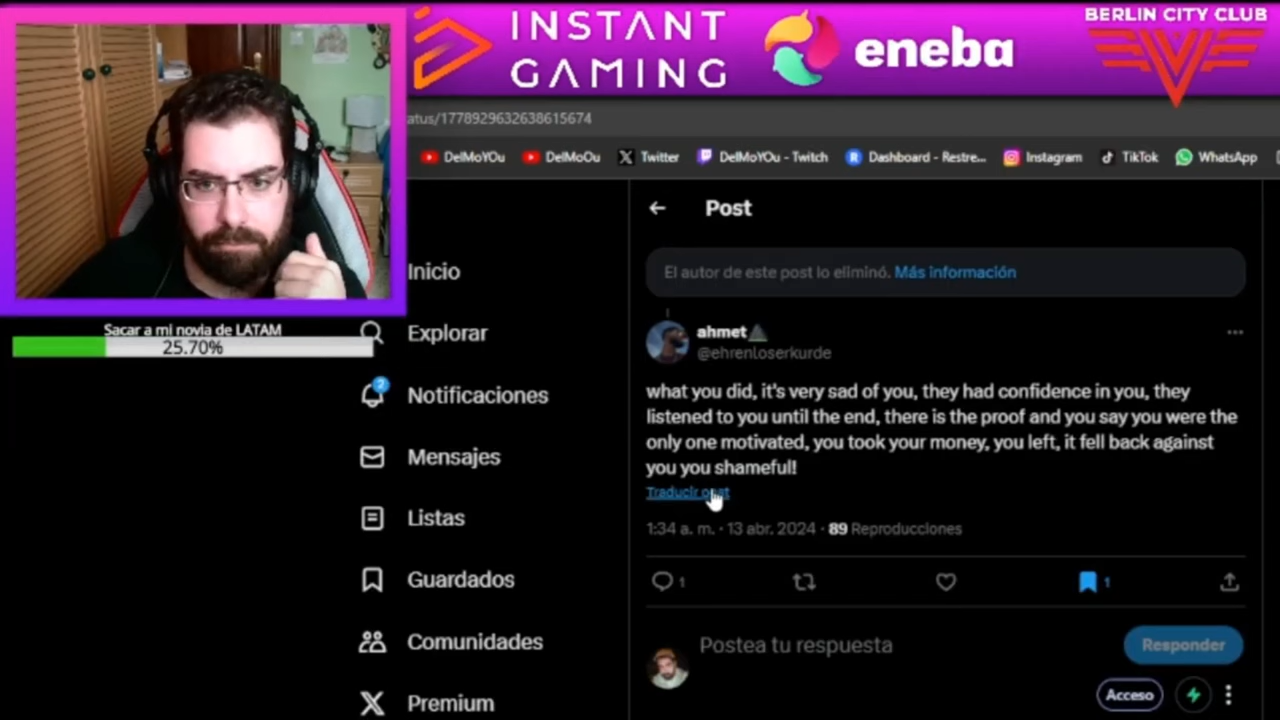 INSTANT GAMING
eneba
BERLIN CITY CLUB
atus/1778929632638615674
DelMoYOu
DelMoOu
Twitter
DelMoYOu - Twitch
Dashboard - Restre...
Instagram
TikTok
WhatsApp
Post
El autor de este post lo eliminó. Más información
Inicio
Explorar
Notificaciones
2
Mensajes
Listas
Guardados
Comunidades
Premium
Sacar a mi novia de LATAM
25.70%
ahmet
@ehrenloserkurde
what you did, it's very sad of you, they had confidence in you, they
listened to you until the end, there is the proof and you say you were the
only one motivated, you took your money, you left, it fell back against
you you shameful!
Traducir post
1:34 a. m. · 13 abr. 2024 · 89 Reproducciones
1
1
Postea tu respuesta
Responder
Acceso